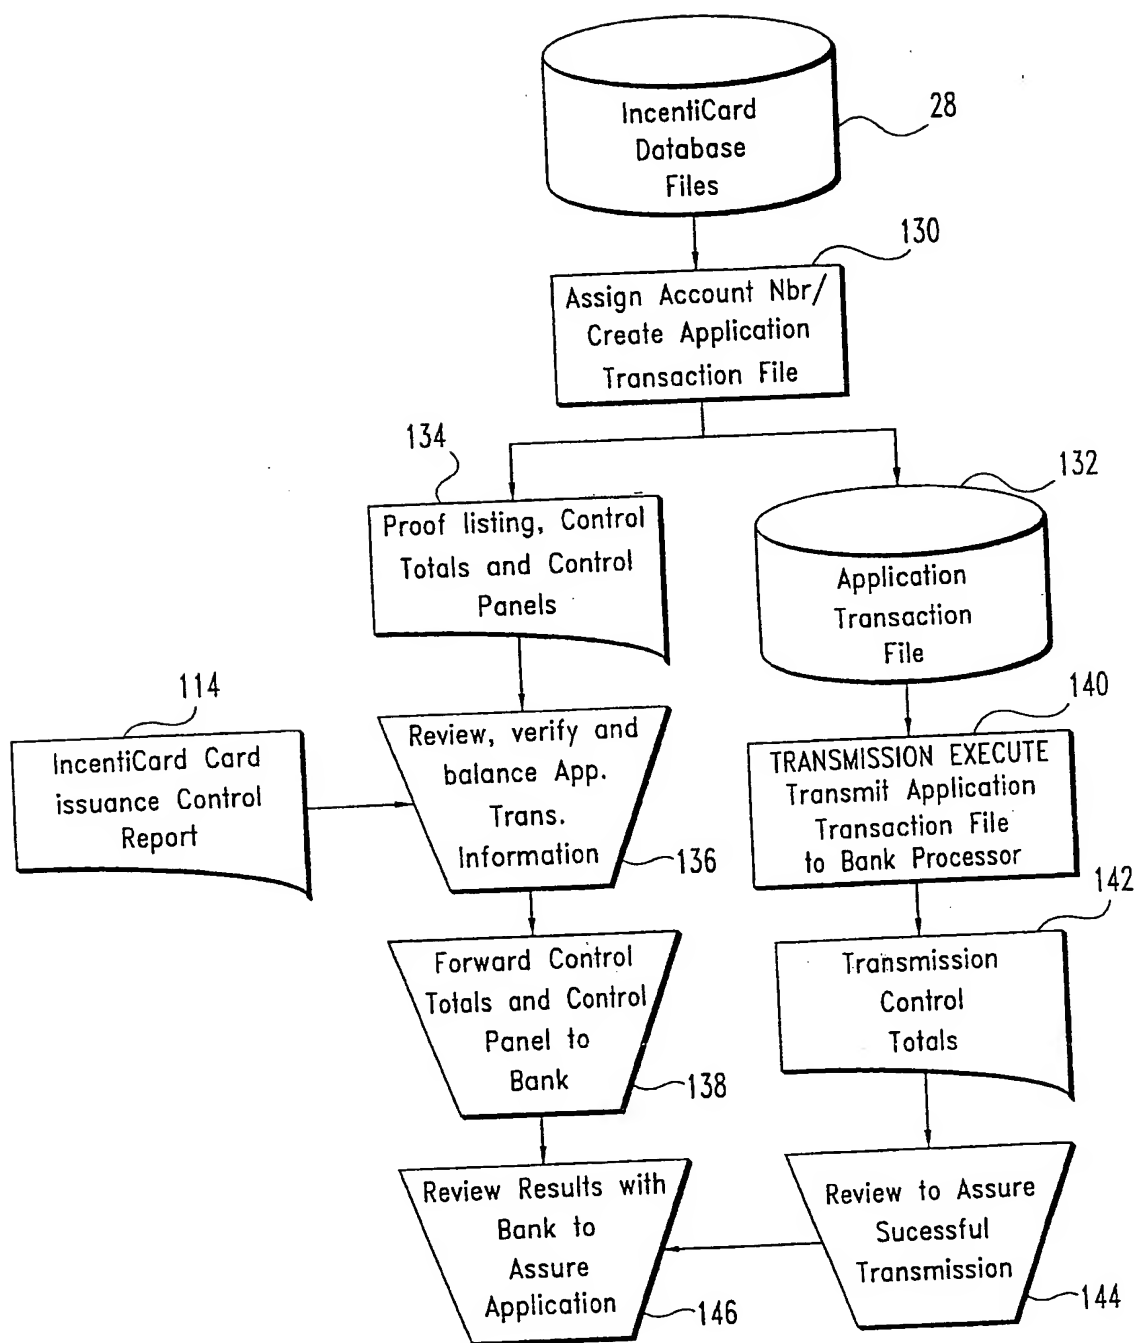 IncentiCard
Database
Files
28
130
Assign Account Nbr/
Create Application
Transaction File
134
Proof listing, Control
Totals and Control
Panels
132
Application
Transaction
File
114
IncentiCard Card
issuance Control
Report
Review, verify and
balance App.
Trans.
Information
136
140
TRANSMISSION EXECUTE
Transmit Application
Transaction File
to Bank Processor
142
Forward Control
Totals and Control
Panel to
Bank
138
Transmission
Control
Totals
Review Results with
Bank to
Assure
Application
146
Review to Assure
Sucessful
Transmission
144